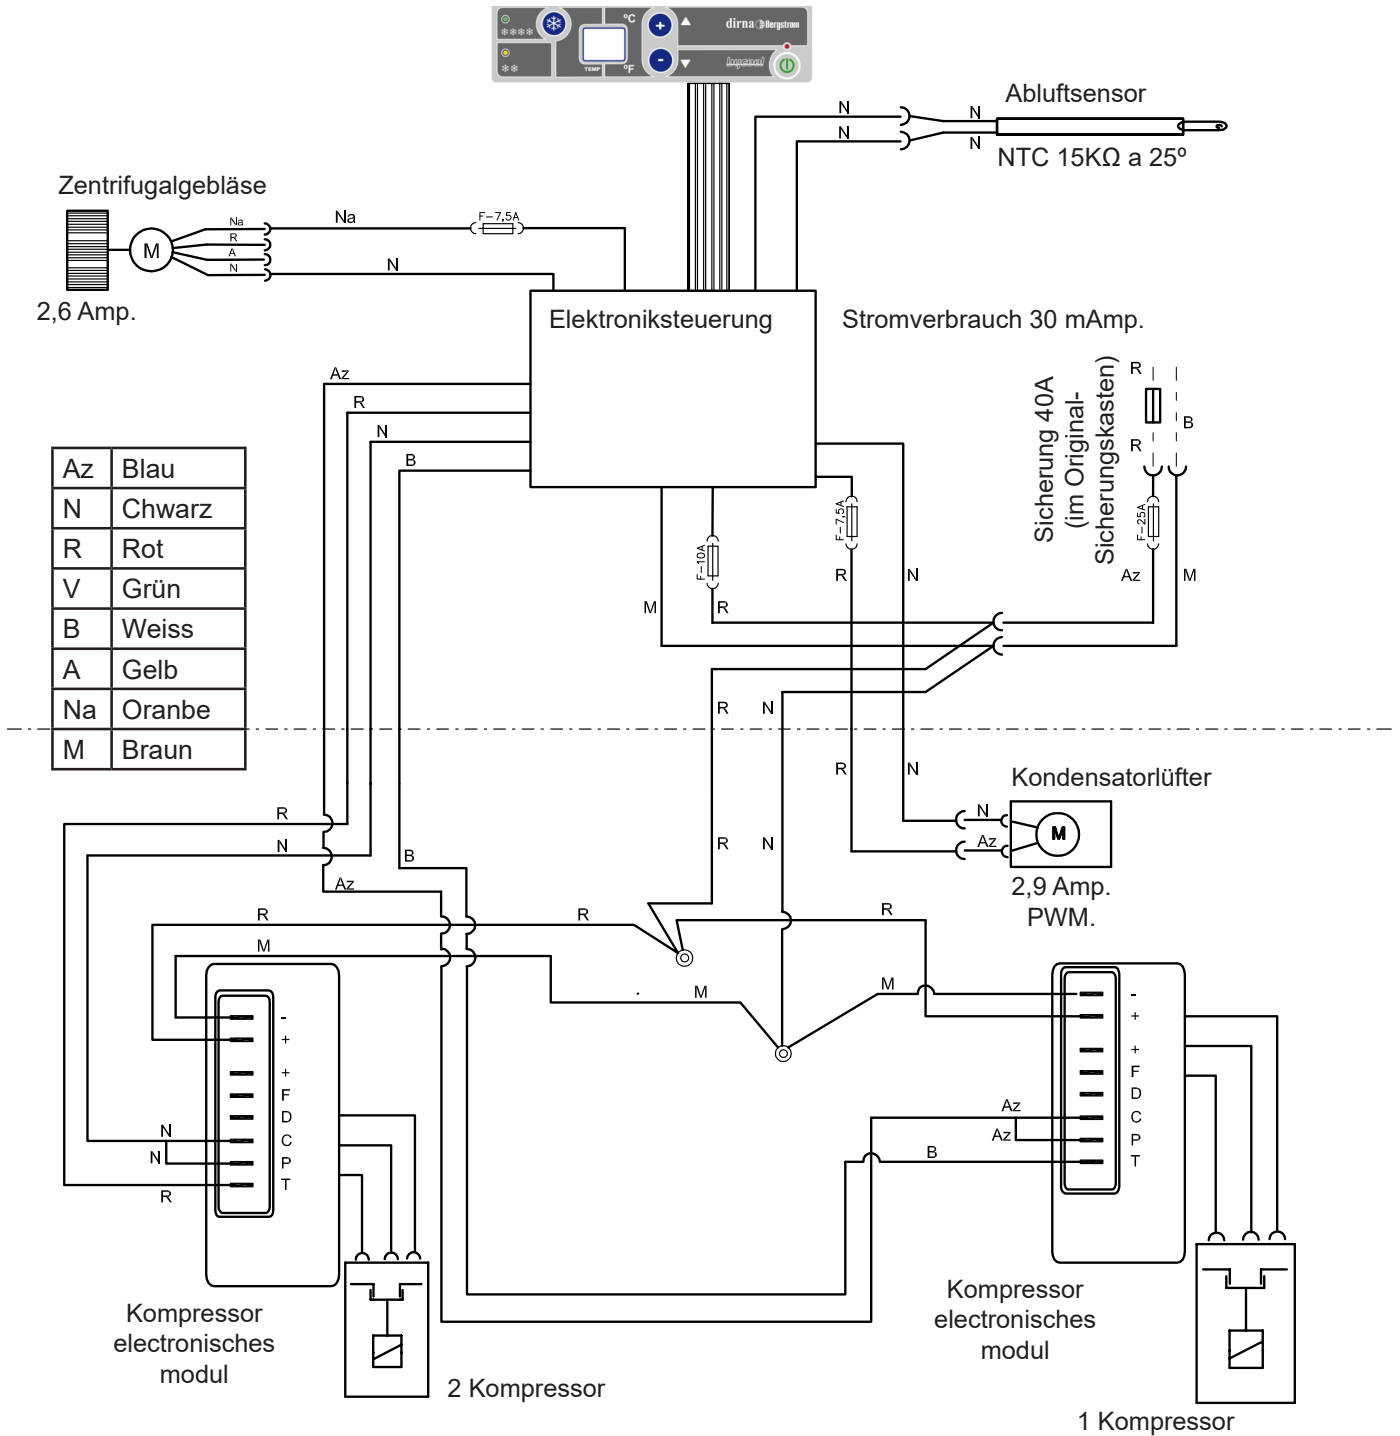 °C
dirna Bergstrom
TEMP
°F
bycool
Abluftsensor
N
N
N
N
NTC 15KΩ a 25º
Zentrifugalgebläse
Na
R
A
N
Na
F-7,5A
N
M
2,6 Amp.
Elektroniksteuerung
Stromverbrauch 30 mAmp.
Az
R
N
B
Sicherung 40A
(im Original-
Sicherungskasten)
R
R
B
Az Blau
N Chwarz
R Rot
V Grün
B Weiss
A Gelb
Na Oranbe
M Braun
F-10A
F-7,5A
F-25A
M
R
R
N
Az
M
R
N
R
N
Kondensatorlüfter
N
Az
M
2,9 Amp.
PWM.
R
N
B
Az
R
N
R
R
R
M
M
M
-
+
+
F
D
C
P
T
N
N
R
-
+
+
F
D
C
P
T
Az
Az
B
Kompressor
electronisches
modul
2 Kompressor
Kompressor
electronisches
modul
1 Kompressor